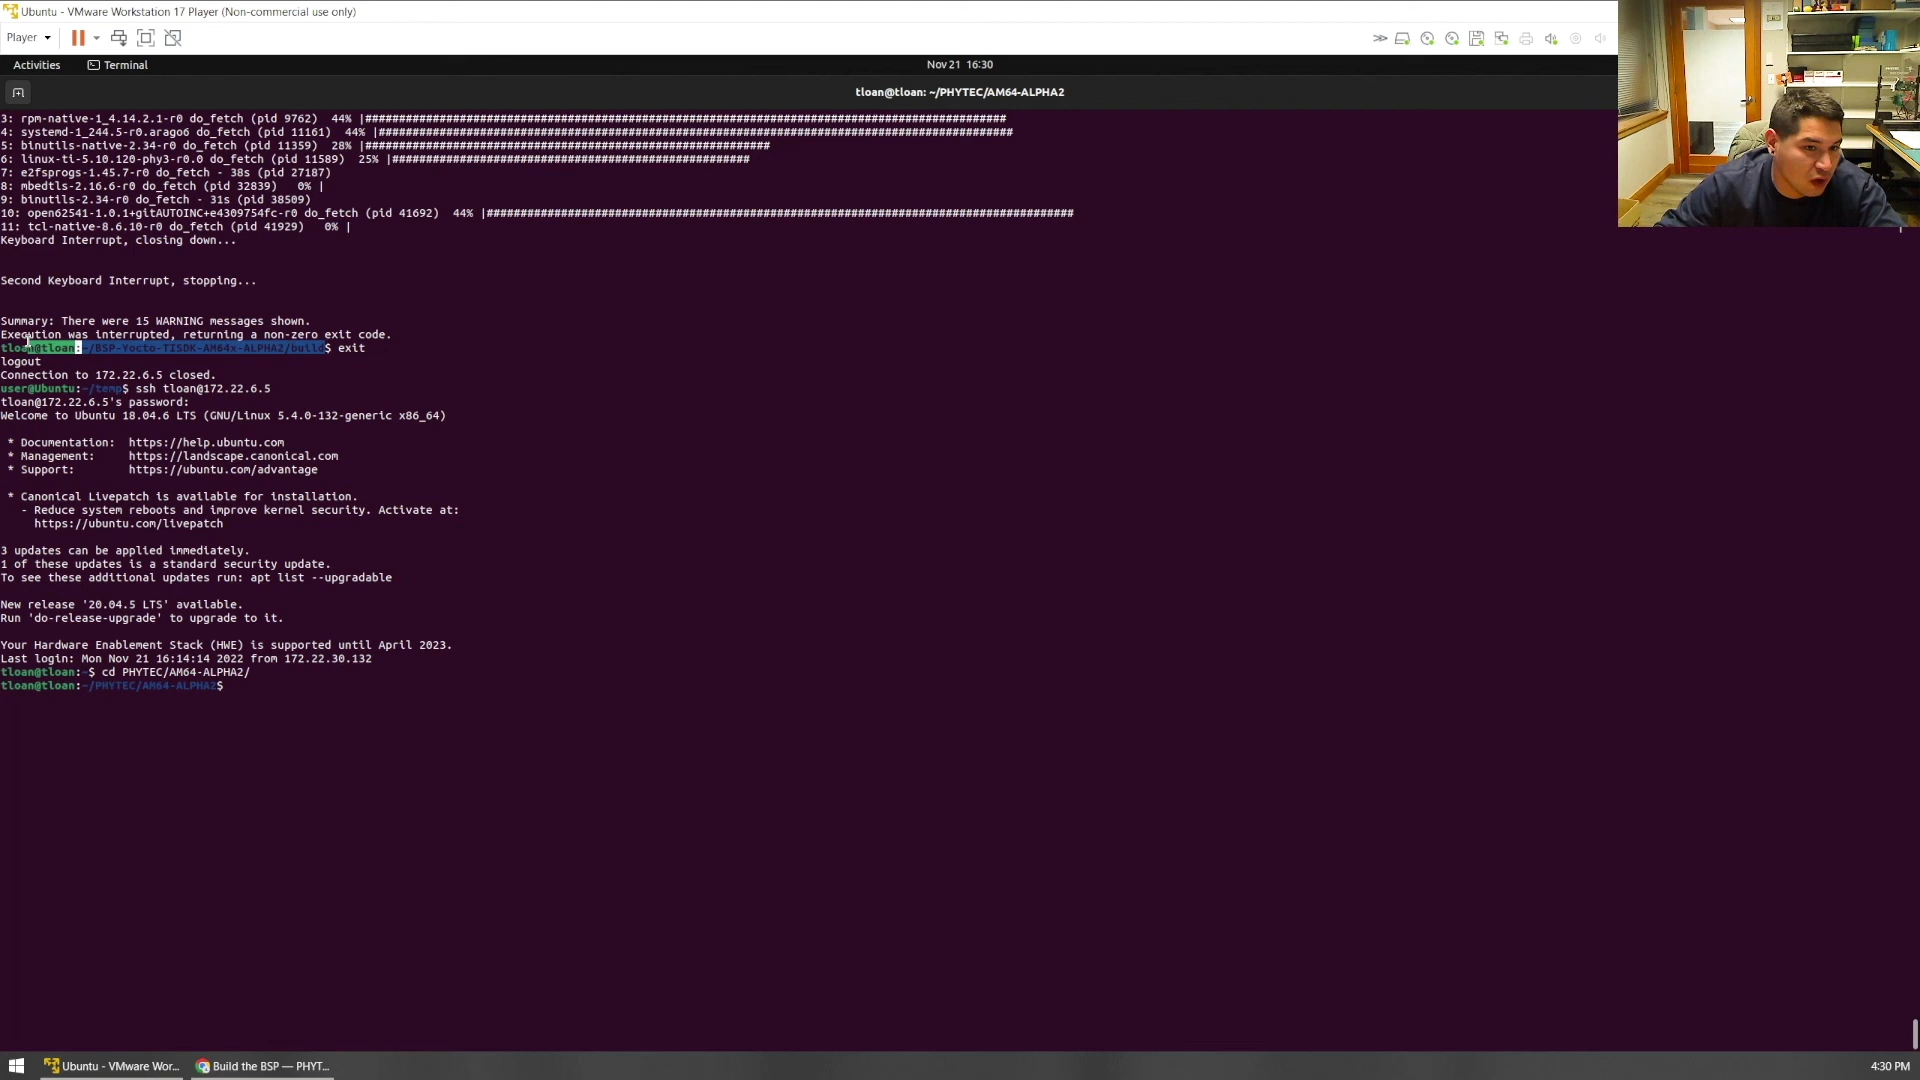 Ubuntu - VMware Workstation 17 Player (Non-commercial use only)
Player
Activities
Terminal
Nov 21 16:30
tloan@tloan: ~/PHYTEC/AM64-ALPHA2
3: rpm-native-1_4.14.2.1-r0 do_fetch (pid 9762) 44% |###############################################################################################
4: systemd-1_244.5-r0.arago6 do_fetch (pid 11161) 44% |##############################################################################################
5: binutils-native-2.34-r0 do_fetch (pid 11359) 28% |############################################################
6: linux-ti-5.10.120-phy3-r0.0 do_fetch (pid 11589) 25% |#####################################################
7: e2fsprogs-1.45.7-r0 do_fetch - 38s (pid 27187)
8: mbedtls-2.16.6-r0 do_fetch (pid 32839) 0% |
9: binutils-2.34-r0 do_fetch - 31s (pid 38509)
10: open62541-1.0.1+gitAUTOINC+e4309754fc-r0 do_fetch (pid 41692) 44% |#######################################################################################
11: tcl-native-8.6.10-r0 do_fetch (pid 41929) 0% |
Keyboard Interrupt, closing down...
Second Keyboard Interrupt, stopping...
Summary: There were 15 WARNING messages shown.
Execution was interrupted, returning a non-zero exit code.
tloan@tloan:~/BSP-Yocto-TISDK-AM64x-ALPHA2/build$ exit
logout
Connection to 172.22.6.5 closed.
user@Ubuntu:~/temp$ ssh tloan@172.22.6.5
tloan@172.22.6.5's password:
Welcome to Ubuntu 18.04.6 LTS (GNU/Linux 5.4.0-132-generic x86_64)
* Documentation: https://help.ubuntu.com
* Management: https://landscape.canonical.com
* Support: https://ubuntu.com/advantage
* Canonical Livepatch is available for installation.
- Reduce system reboots and improve kernel security. Activate at:
https://ubuntu.com/livepatch
3 updates can be applied immediately.
1 of these updates is a standard security update.
To see these additional updates run: apt list --upgradable
New release '20.04.5 LTS' available.
Run 'do-release-upgrade' to upgrade to it.
Your Hardware Enablement Stack (HWE) is supported until April 2023.
Last login: Mon Nov 21 16:14:14 2022 from 172.22.30.132
tloan@tloan:~$ cd PHYTEC/AM64-ALPHA2/
tloan@tloan:~/PHYTEC/AM64-ALPHA2$
Ubuntu - VMware Wor...
Build the BSP — PHYT...
4:30 PM